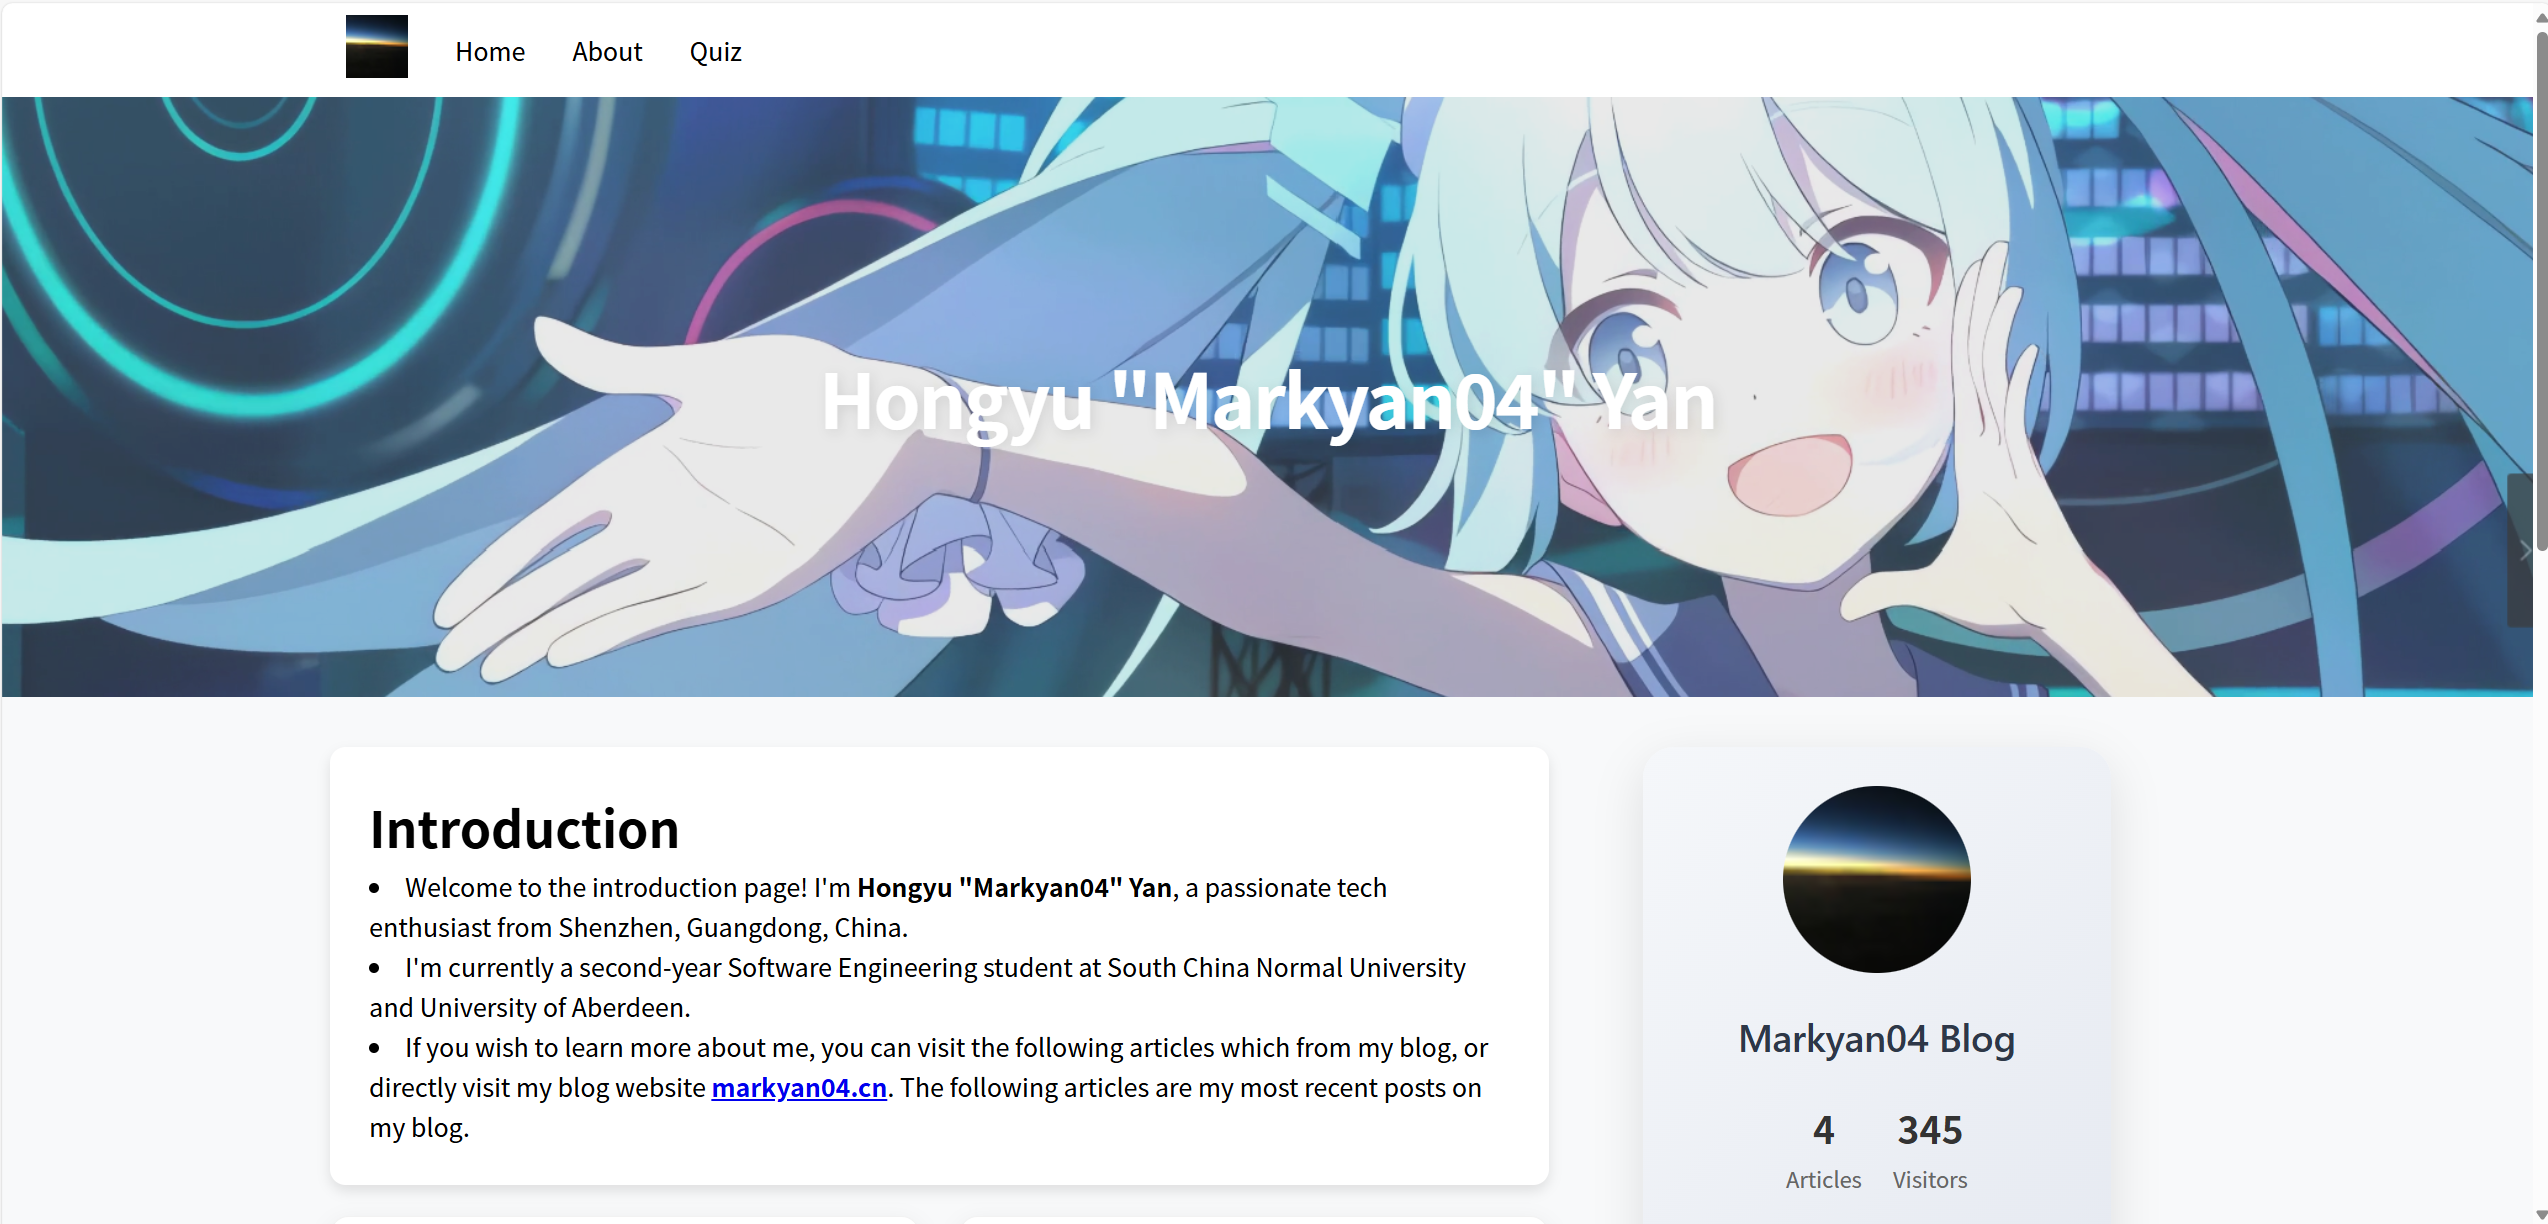 Home About Quiz
Hongyu "Markyan04" Yan
Introduction
• Welcome to the introduction page! I'm Hongyu "Markyan04" Yan, a passionate tech
enthusiast from Shenzhen, Guangdong, China.
• I'm currently a second-year Software Engineering student at South China Normal University
and University of Aberdeen.
• If you wish to learn more about me, you can visit the following articles which from my blog, or
directly visit my blog website markyan04.cn. The following articles are my most recent posts on
my blog.
Markyan04 Blog
4 345
Articles Visitors